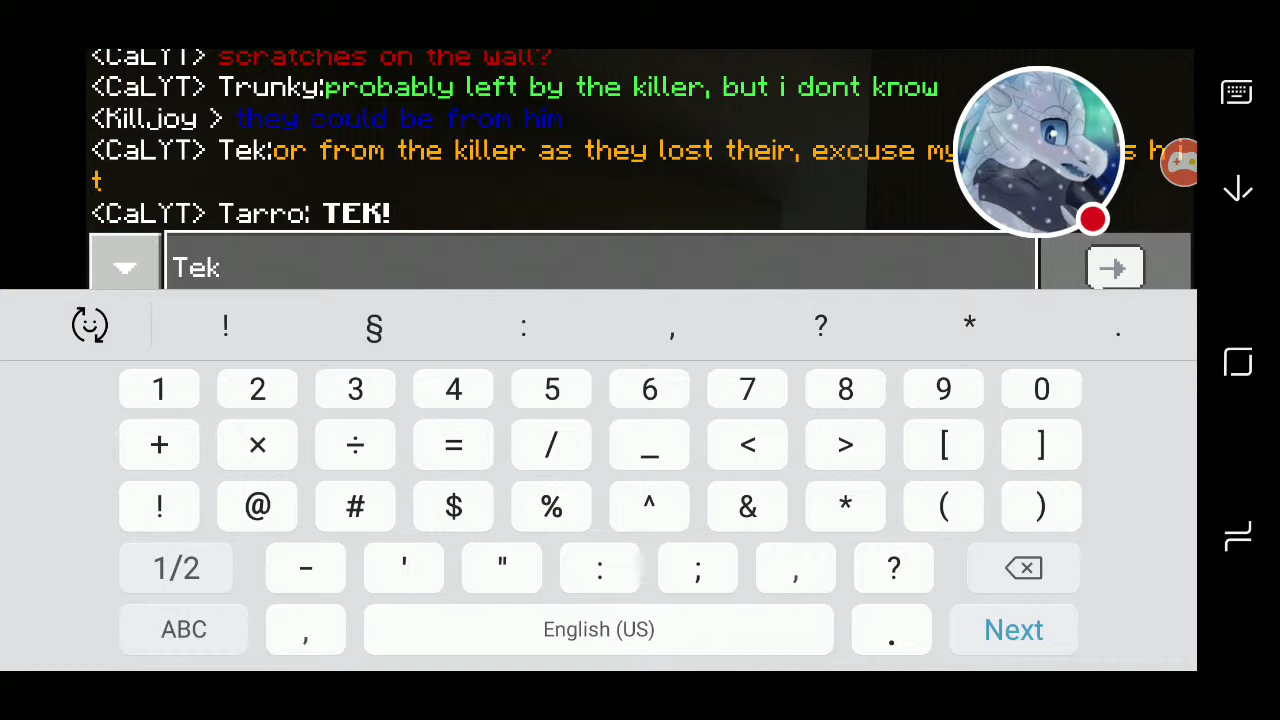 <CaLYT> scratches on the wall?
<CaLYT> Trunky:probably left by the killer, but i dont know
<Killjoy > they could be from him
<CaLYT> Tek:or from the killer as they lost their, excuse my s h i
t
<CaLYT> Tarro: TEK!
Tek
! § : , ? * .
1 2 3 4 5 6 7 8 9 0
+ × ÷ = / _ < > [ ]
! @ # $ % ^ & * ( )
1/2 - ' " : ; , ?
ABC , English (US) . Next